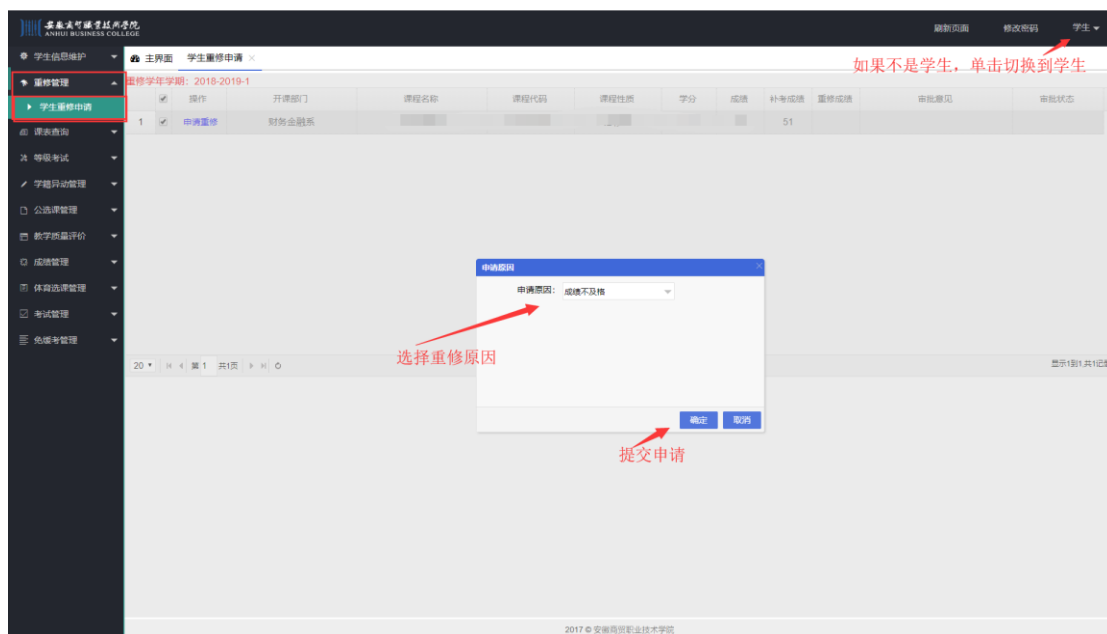 安徽商贸职业技术学院
ANHUI BUSINESS COLLEGE
刷新页面 修改密码 学生
如果不是学生，单击切换到学生
学生信息维护
重修管理
学生重修申请
课表查询
等级考试
学籍异动管理
公选课管理
教学质量评价
成绩管理
体育选课管理
考试管理
免缓考管理
主界面 学生重修申请 ×
重修学年学期：2018-2019-1
操作 开课部门 课程名称 课程代码 课程性质 学分 成绩 补考成绩 重修成绩 审批意见 审批状态
1 申请重修 财务金融系 51
申请原因
申请原因： 成绩不及格
选择重修原因
确定 取消
提交申请
20 第 1 共1页
显示1到1,共1记
2017 © 安徽商贸职业技术学院